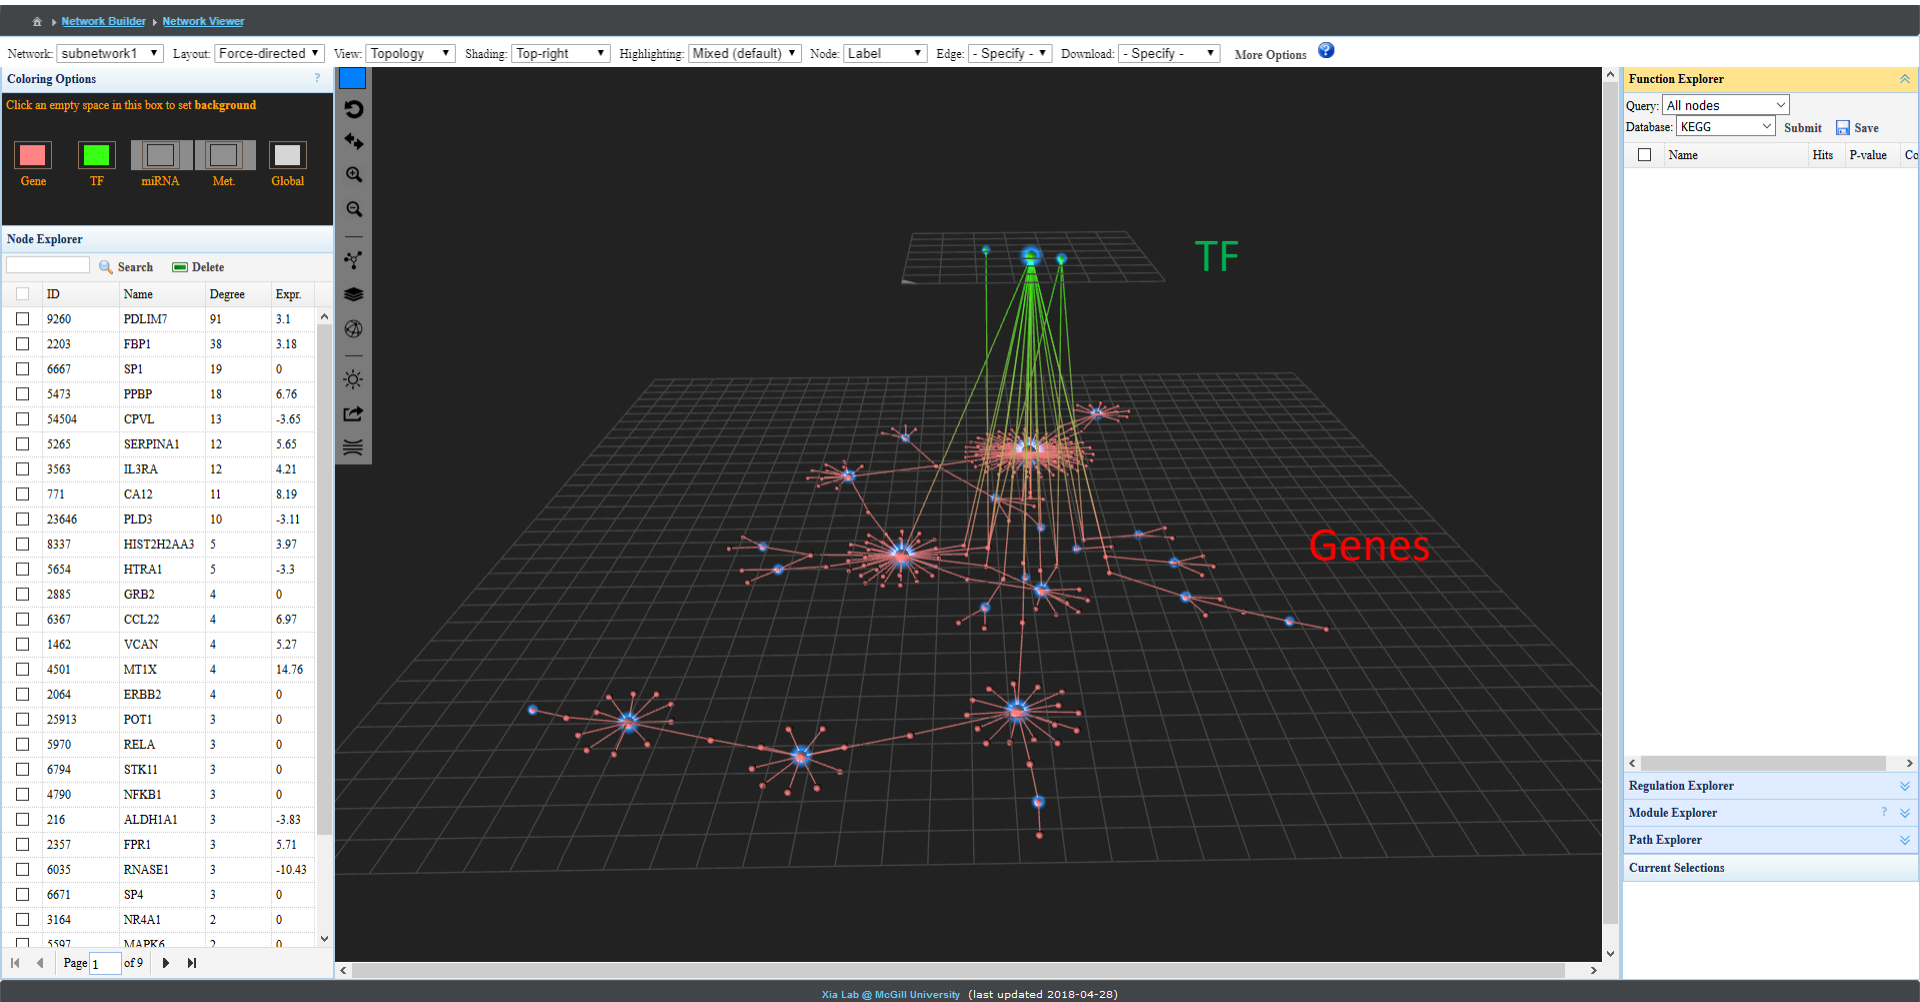 Network Builder Network Viewer
Network: subnetwork1 Layout: Force-directed View: Topology Shading: Top-right Highlighting: Mixed (default) Node: Label Edge: - Specify - Download: - Specify - More Options ?
Coloring Options ?
Click an empty space in this box to set background
Gene TF miRNA Met. Global
Node Explorer
Search Delete
ID Name Degree Expr.
9260 PDLIM7 91 3.1
2203 FBP1 38 3.18
6667 SP1 19 0
5473 PPBP 18 6.76
54504 CPVL 13 -3.65
5265 SERPINA1 12 5.65
3563 IL3RA 12 4.21
771 CA12 11 8.19
23646 PLD3 10 -3.11
8337 HIST2H2AA3 5 3.97
5654 HTRA1 5 -3.3
2885 GRB2 4 0
6367 CCL22 4 6.97
1462 VCAN 4 5.27
4501 MT1X 4 14.76
2064 ERBB2 4 0
25913 POT1 3 0
5970 RELA 3 0
6794 STK11 3 0
4790 NFKB1 3 0
216 ALDH1A1 3 -3.83
2357 FPR1 3 5.71
6035 RNASE1 3 -10.43
6671 SP4 3 0
3164 NR4A1 2 0
5597 MAPK6 2 0
Page 1 of 9
TF
Genes
Function Explorer
Query: All nodes
Database: KEGG Submit Save
Name Hits P-value Co
Regulation Explorer
Module Explorer ?
Path Explorer
Current Selections
Xia Lab @ McGill University (last updated 2018-04-28)